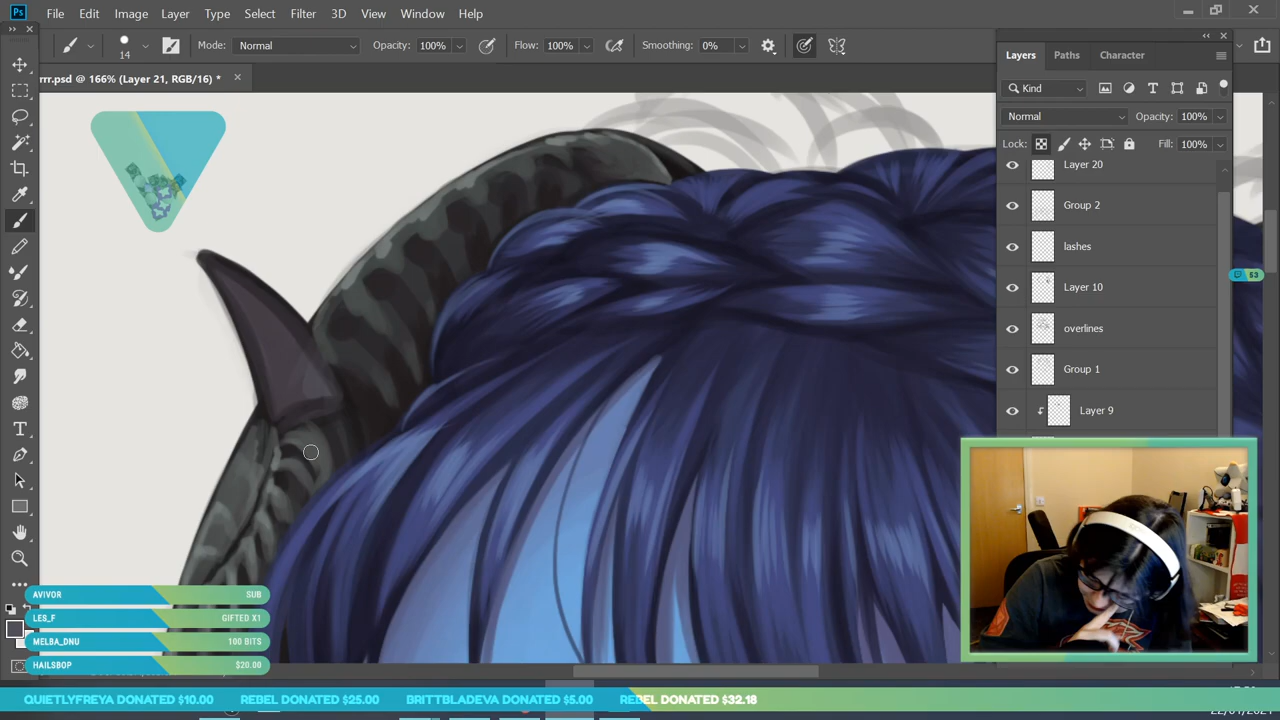 Ps File Edit Image Layer Type Select Filter 3D View Window Help
14 Mode: Normal Opacity: 100% Flow: 100% Smoothing: 0%
rrr.psd @ 166% (Layer 21, RGB/16) *
Layers Paths Character
Kind
Normal Opacity: 100%
Lock: Fill: 100%
Layer 20
Group 2
lashes
Layer 10
overlines
Group 1
Layer 9
53
AVIVOR SUB
LES_F GIFTED X1
MELBA_DNU 100 BITS
HAILSBOP $20.00
QUIETLYFREYA DONATED $10.00 REBEL DONATED $25.00 BRITTBLADEVA DONATED $5.00 REBEL DONATED $32.18